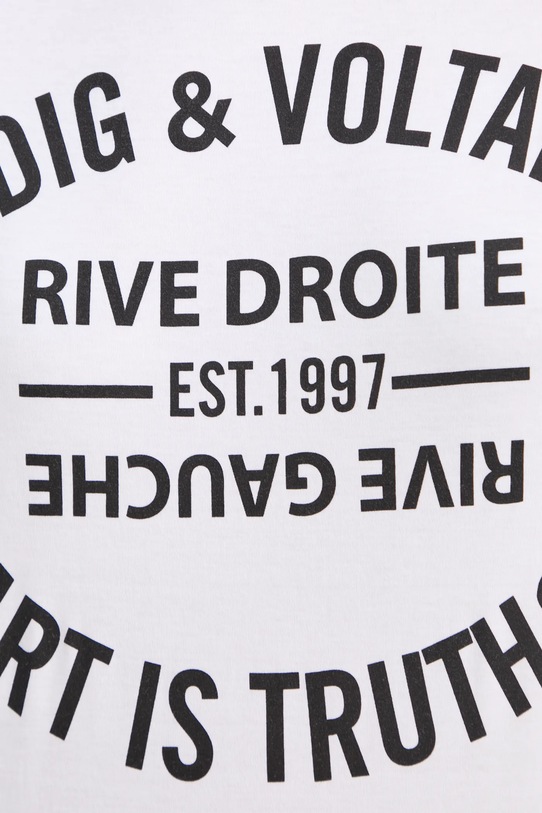 DIG & VOLTA
RIVE DROITE
EST.1997
RIVE GAUCHE
RT IS TRUTH